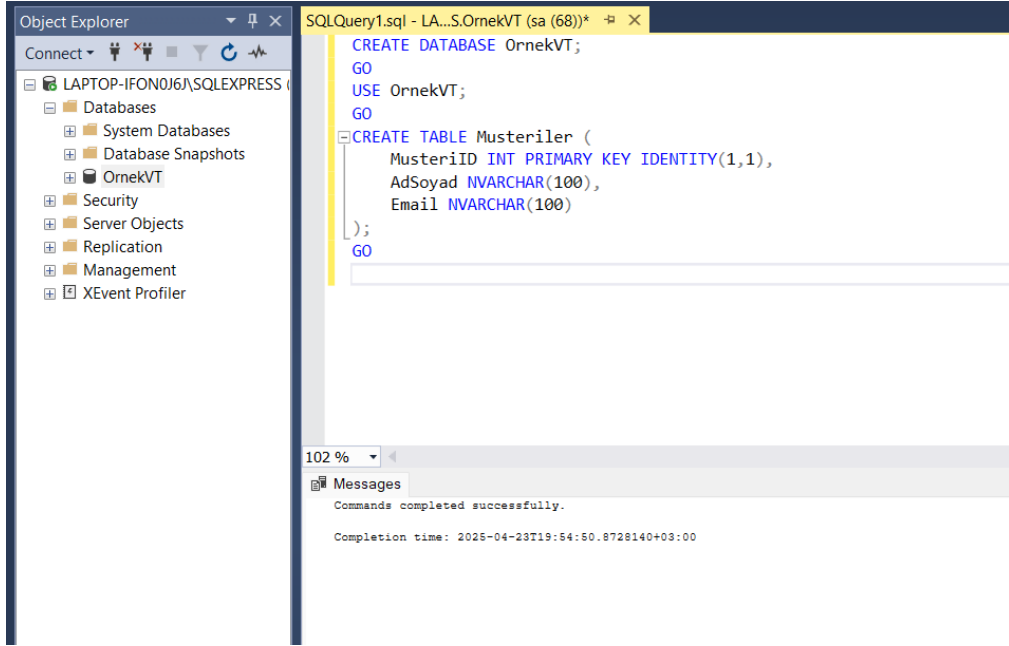 Object Explorer
Connect
LAPTOP-IFON0J6J\SQLEXPRESS (
Databases
System Databases
Database Snapshots
OrnekVT
Security
Server Objects
Replication
Management
XEvent Profiler
SQLQuery1.sql - LA...S.OrnekVT (sa (68))*
CREATE DATABASE OrnekVT;
GO
USE OrnekVT;
GO
CREATE TABLE Musteriler (
MusteriID INT PRIMARY KEY IDENTITY(1,1),
AdSoyad NVARCHAR(100),
Email NVARCHAR(100)
);
GO
102 %
Messages
Commands completed successfully.
Completion time: 2025-04-23T19:54:50.8728140+03:00